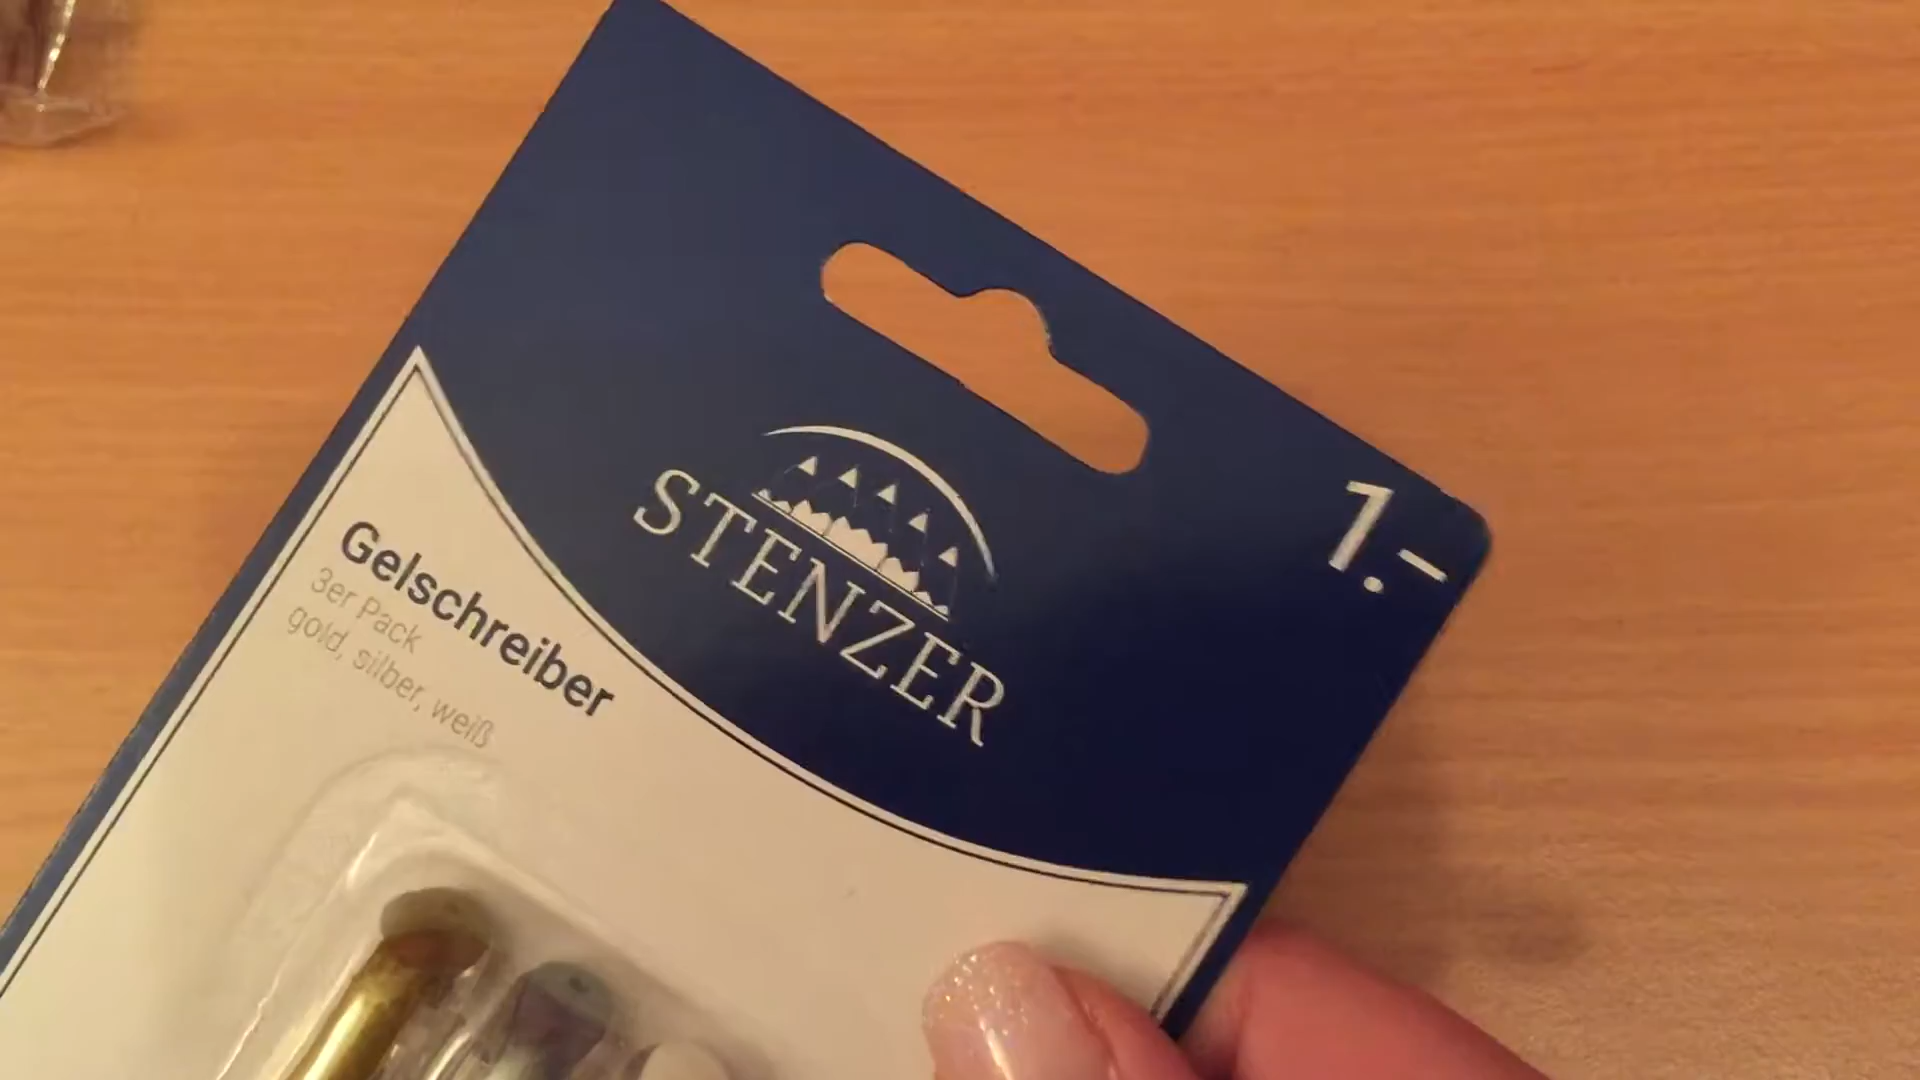 1.-
STENZER
Gelschreiber
3er Pack
gold, silber, weiß